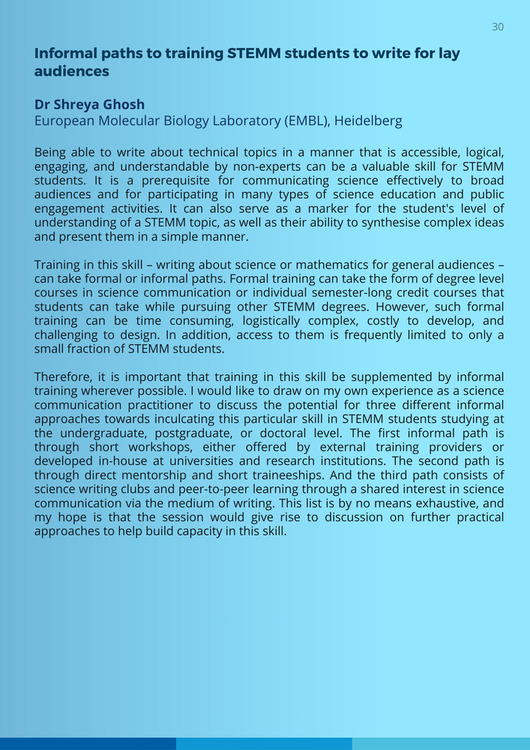 30
Informal paths to training STEMM students to write for lay
audiences
Dr Shreya Ghosh
European Molecular Biology Laboratory (EMBL), Heidelberg
Being able to write about technical topics in a manner that is accessible, logical,
engaging, and understandable by non-experts can be a valuable skill for STEMM
students. It is a prerequisite for communicating science effectively to broad
audiences and for participating in many types of science education and public
engagement activities. It can also serve as a marker for the student's level of
understanding of a STEMM topic, as well as their ability to synthesise complex ideas
and present them in a simple manner.
Training in this skill – writing about science or mathematics for general audiences –
can take formal or informal paths. Formal training can take the form of degree level
courses in science communication or individual semester-long credit courses that
students can take while pursuing other STEMM degrees. However, such formal
training can be time consuming, logistically complex, costly to develop, and
challenging to design. In addition, access to them is frequently limited to only a
small fraction of STEMM students.
Therefore, it is important that training in this skill be supplemented by informal
training wherever possible. I would like to draw on my own experience as a science
communication practitioner to discuss the potential for three different informal
approaches towards inculcating this particular skill in STEMM students studying at
the undergraduate, postgraduate, or doctoral level. The first informal path is
through short workshops, either offered by external training providers or
developed in-house at universities and research institutions. The second path is
through direct mentorship and short traineeships. And the third path consists of
science writing clubs and peer-to-peer learning through a shared interest in science
communication via the medium of writing. This list is by no means exhaustive, and
my hope is that the session would give rise to discussion on further practical
approaches to help build capacity in this skill.